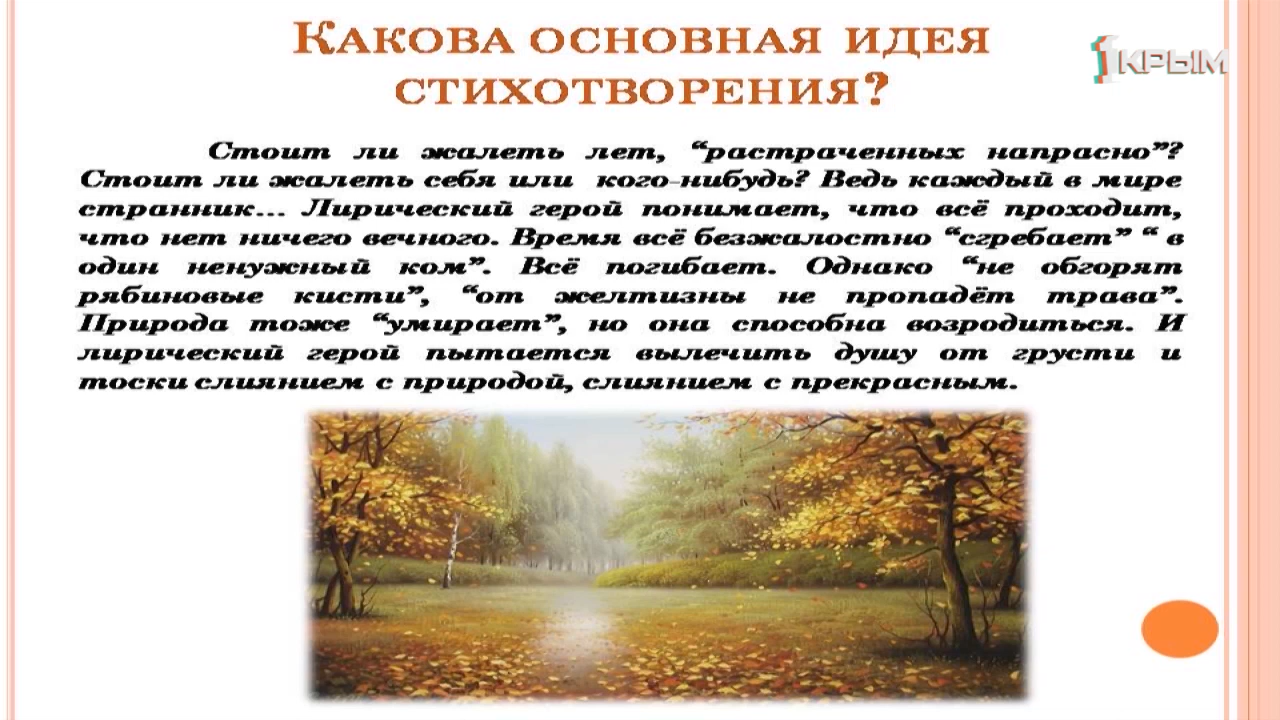 Какова основная идея
стихотворения?
1 КРЫМ
Стоит ли жалеть лет, “растраченных напрасно”?
Стоит ли жалеть себя или кого-нибудь? Ведь каждый в мире
странник… Лирический герой понимает, что всё проходит,
что нет ничего вечного. Время всё безжалостно “сгребает” “ в
один ненужный ком”. Всё погибает. Однако “не обгорят
рябиновые кисти”, “от желтизны не пропадёт трава”.
Природа тоже “умирает”, но она способна возродиться. И
лирический герой пытается вылечить душу от грусти и
тоски слиянием с природой, слиянием с прекрасным.